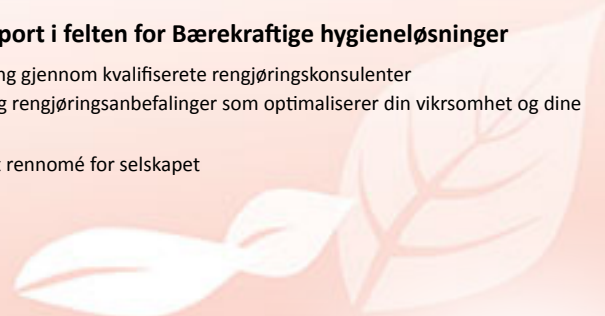 port i felten for Bærekraftige hygieneløsninger
ng gjennom kvalifiserete rengjøringskonsulenter
g rengjøringsanbefalinger som optimaliserer din vikrsomhet og dine
t rennomé for selskapet